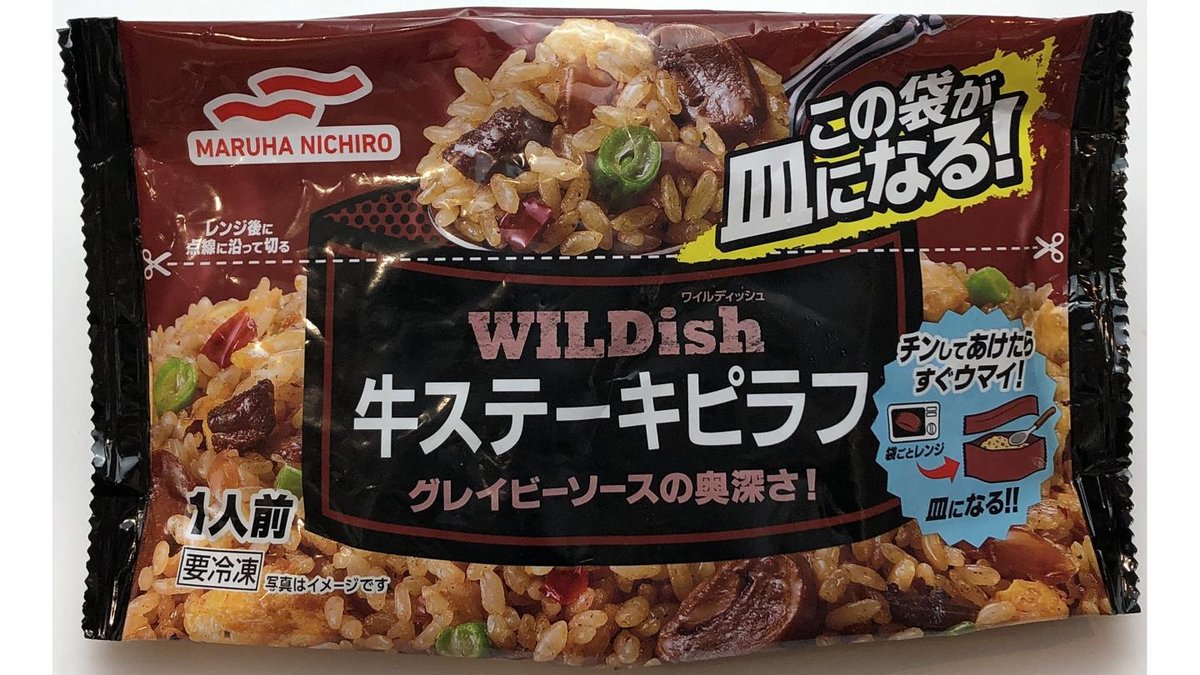 MARUHA NICHIRO
この袋が
皿になる!
レンジ後に
点線に沿って切る
ワイルディッシュ
WILDish
牛ステーキピラフ
グレイビーソースの奥深さ!
チンしてあけたら
すぐウマイ!
袋ごとレンジ
皿になる!!
1人前
要冷凍 写真はイメージです